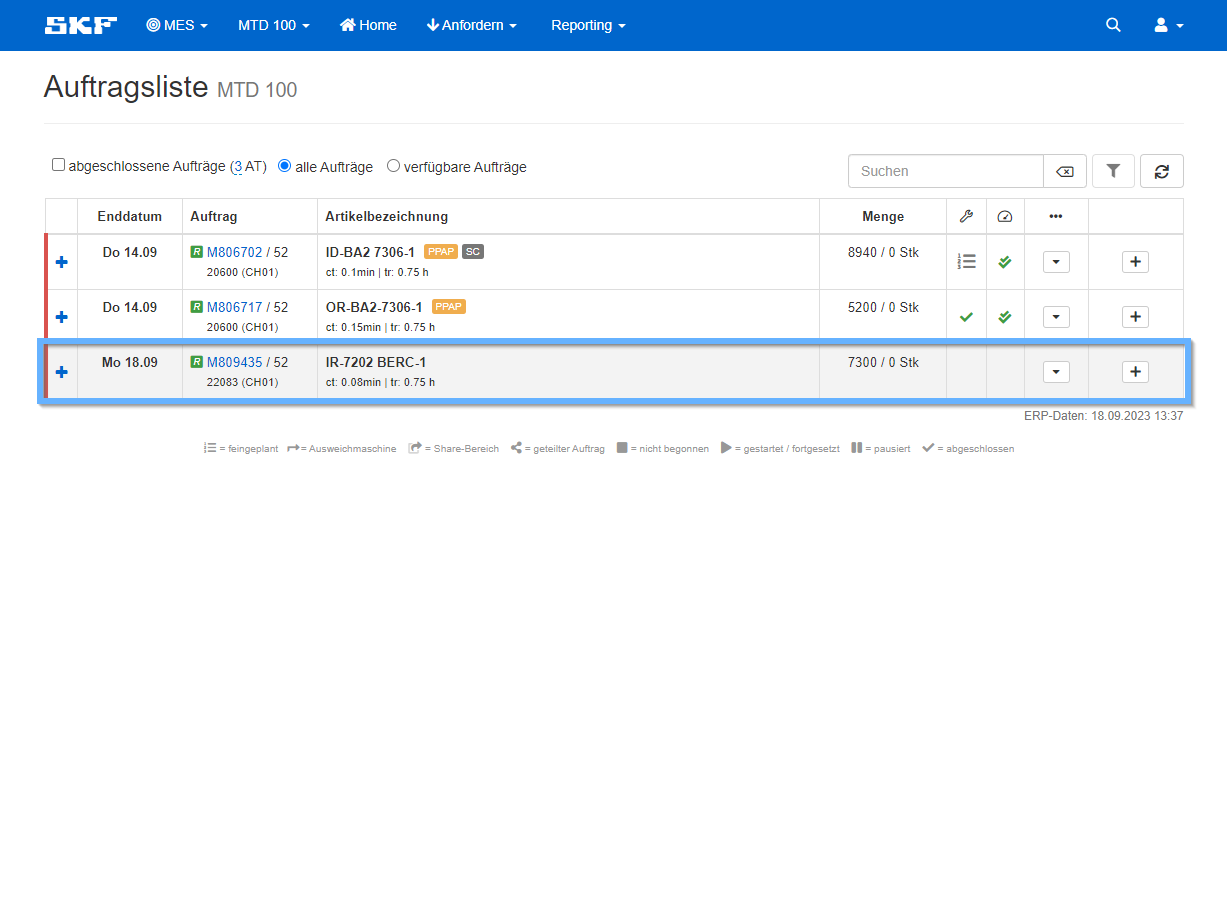 SKF MES MTD 100 Home Anfordern Reporting
Auftragsliste MTD 100
abgeschlossene Aufträge (3 AT) alle Aufträge verfügbare Aufträge Suchen
Enddatum Auftrag Artikelbezeichnung Menge •••
Do 14.09 R M806702 / 52 ID-BA2 7306-1 PPAP SC 8940 / 0 Stk
20600 (CH01) ct: 0.1min | tr: 0.75 h
Do 14.09 R M806717 / 52 OR-BA2-7306-1 PPAP 5200 / 0 Stk
20600 (CH01) ct: 0.15min | tr: 0.75 h
Mo 18.09 R M809435 / 52 IR-7202 BERC-1 7300 / 0 Stk
22083 (CH01) ct: 0.08min | tr: 0.75 h
ERP-Daten: 18.09.2023 13:37
= feingeplant = Ausweichmaschine = Share-Bereich = geteilter Auftrag = nicht begonnen = gestartet / fortgesetzt = pausiert = abgeschlossen